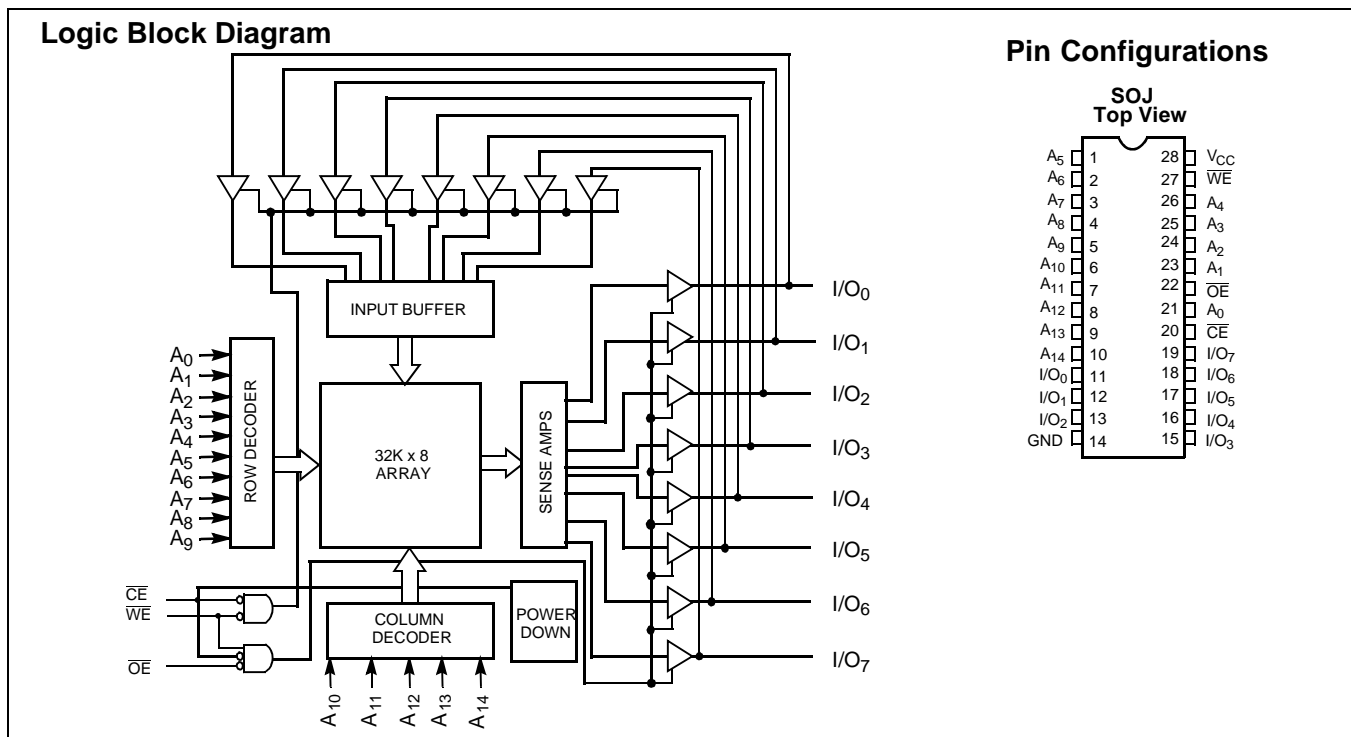 Logic Block Diagram
INPUT BUFFER
A0
A1
A2
A3
A4
A5
A6
A7
A8
A9
ROW DECODER
32K x 8
ARRAY
SENSE AMPS
I/O0
I/O1
I/O2
I/O3
I/O4
I/O5
I/O6
I/O7
CE
WE
OE
COLUMN
DECODER
POWER
DOWN
A10
A11
A12
A13
A14
Pin Configurations
SOJ
Top View
A5 1 28 VCC
A6 2 27 WE
A7 3 26 A4
A8 4 25 A3
A9 5 24 A2
A10 6 23 A1
A11 7 22 OE
A12 8 21 A0
A13 9 20 CE
A14 10 19 I/O7
I/O0 11 18 I/O6
I/O1 12 17 I/O5
I/O2 13 16 I/O4
GND 14 15 I/O3